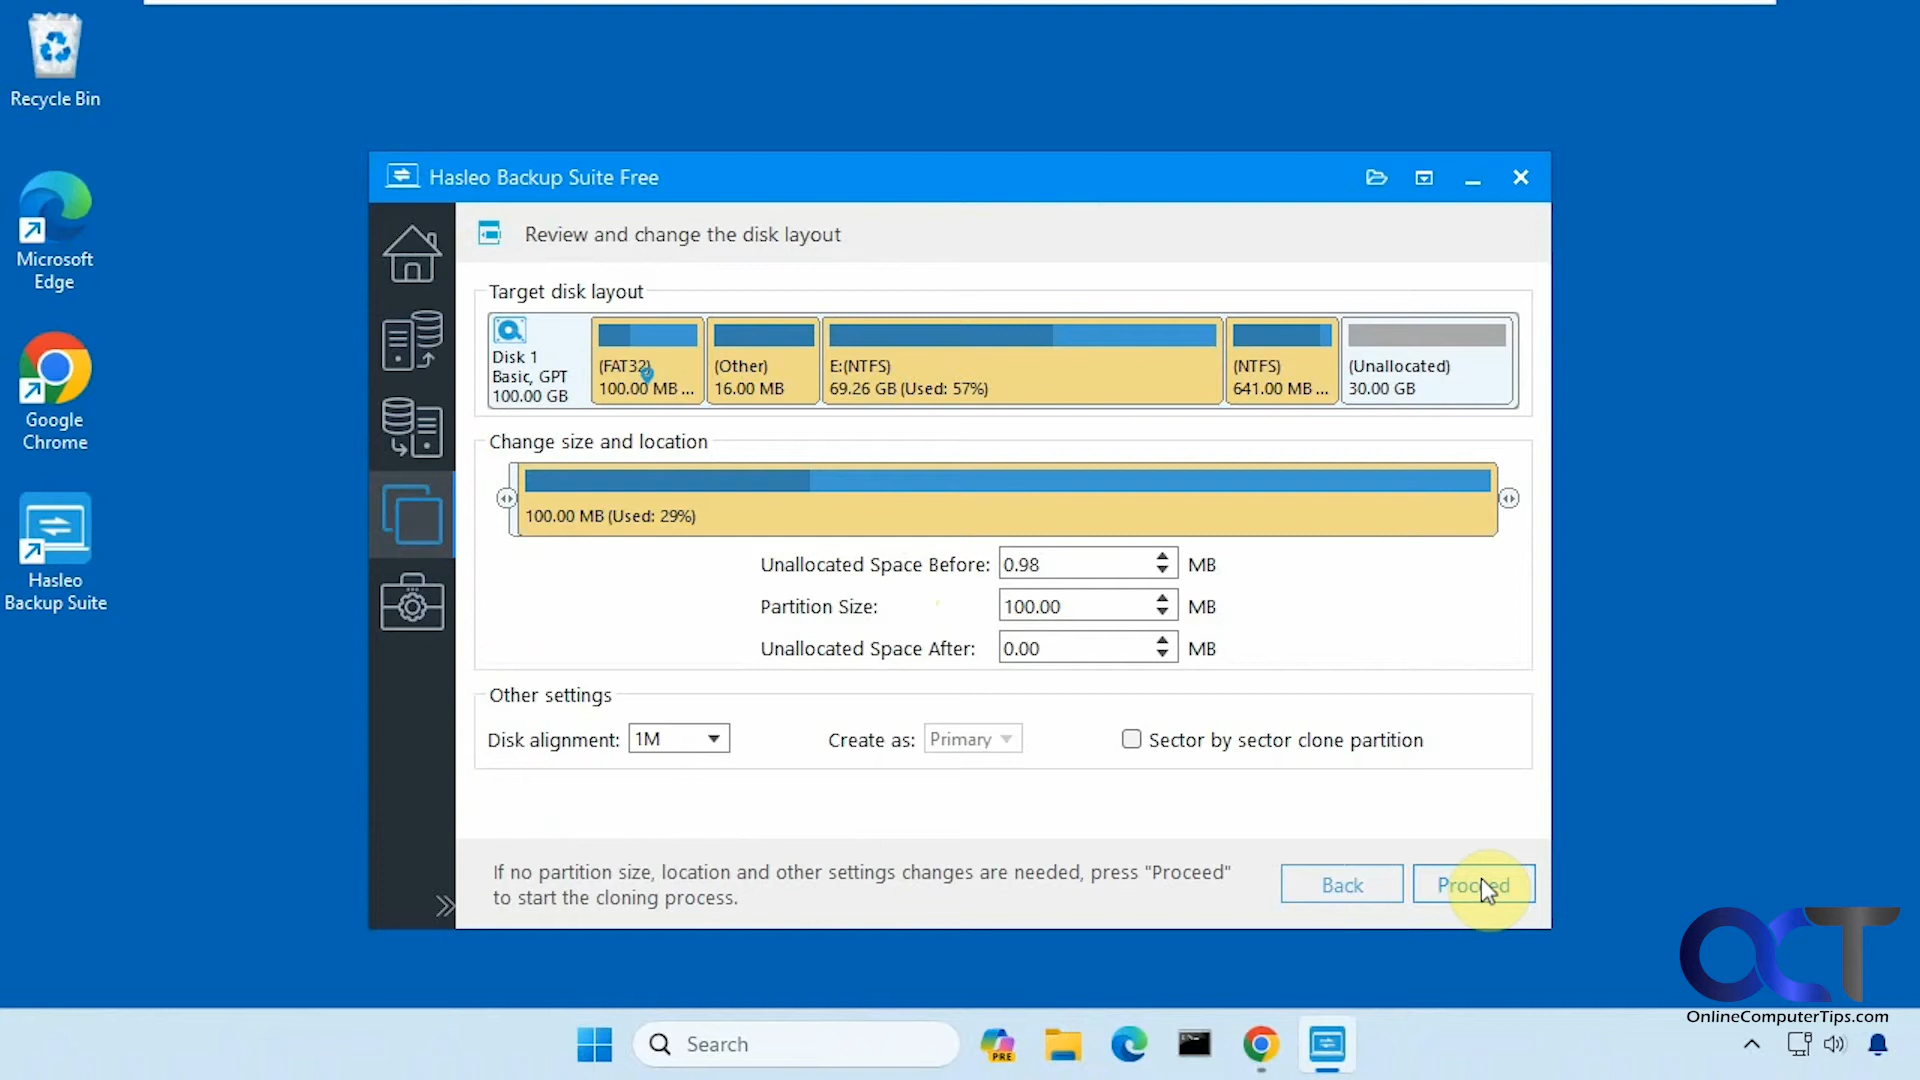 Recycle Bin
Microsoft
Edge
Google
Chrome
Hasleo
Backup Suite
Hasleo Backup Suite Free
Review and change the disk layout
Target disk layout
Disk 1
Basic, GPT
100.00 GB
(FAT32)
100.00 MB ...
(Other)
16.00 MB
E:(NTFS)
69.26 GB (Used: 57%)
(NTFS)
641.00 MB ...
(Unallocated)
30.00 GB
Change size and location
100.00 MB (Used: 29%)
Unallocated Space Before: 0.98 MB
Partition Size: 100.00 MB
Unallocated Space After: 0.00 MB
Other settings
Disk alignment: 1M Create as: Primary Sector by sector clone partition
If no partition size, location and other settings changes are needed, press "Proceed"
to start the cloning process.
Back Proceed
OCT
OnlineComputerTips.com
Search
PRE